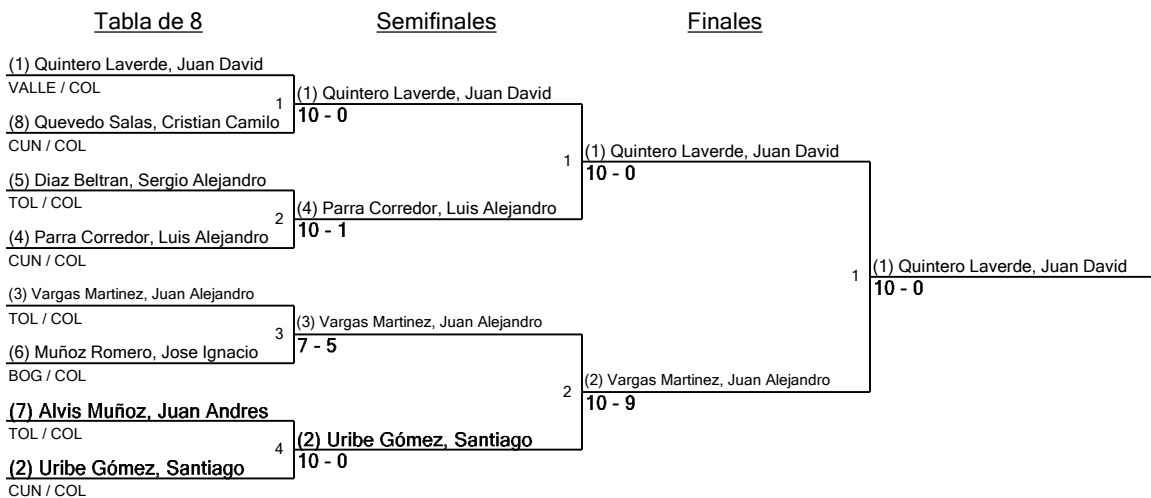 Tabla de 8
Semifinales
Finales
(1) Quintero Laverde, Juan David
VALLE / COL
1
(8) Quevedo Salas, Cristian Camilo
CUN / COL
(5) Diaz Beltran, Sergio Alejandro
TOL / COL
2
(4) Parra Corredor, Luis Alejandro
CUN / COL
(3) Vargas Martinez, Juan Alejandro
TOL / COL
3
(6) Muñoz Romero, Jose Ignacio
BOG / COL
(7) Alvis Muñoz, Juan Andres
TOL / COL
4
(2) Uribe Gómez, Santiago
CUN / COL
(1) Quintero Laverde, Juan David
10 - 0
1
(4) Parra Corredor, Luis Alejandro
10 - 1
(3) Vargas Martinez, Juan Alejandro
7 - 5
2
(2) Uribe Gómez, Santiago
10 - 0
(1) Quintero Laverde, Juan David
10 - 0
1
(2) Vargas Martinez, Juan Alejandro
10 - 9
(1) Quintero Laverde, Juan David
10 - 0